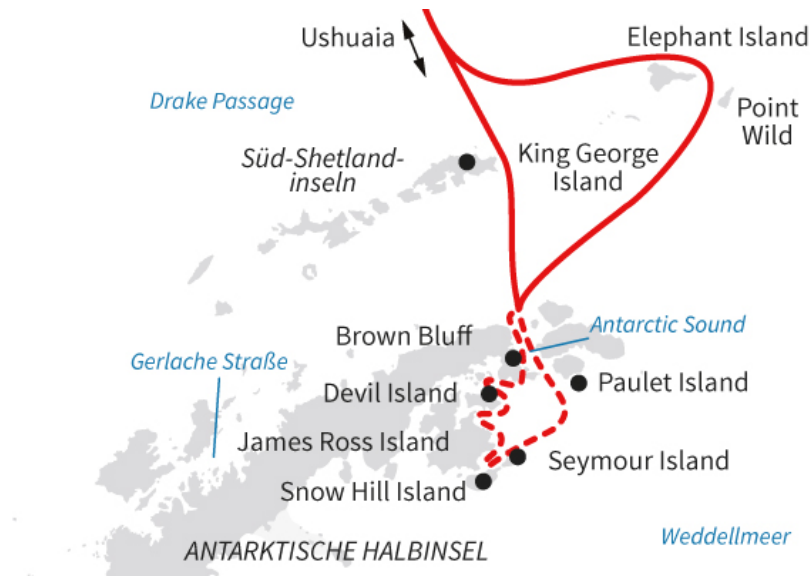 Ushuaia
Elephant Island
Drake Passage
Point
Wild
Süd-Shetland-
inseln
King George
Island
Antarctic Sound
Brown Bluff
Gerlache Straße
Devil Island
Paulet Island
James Ross Island
Seymour Island
Snow Hill Island
Weddellmeer
ANTARKTISCHE HALBINSEL